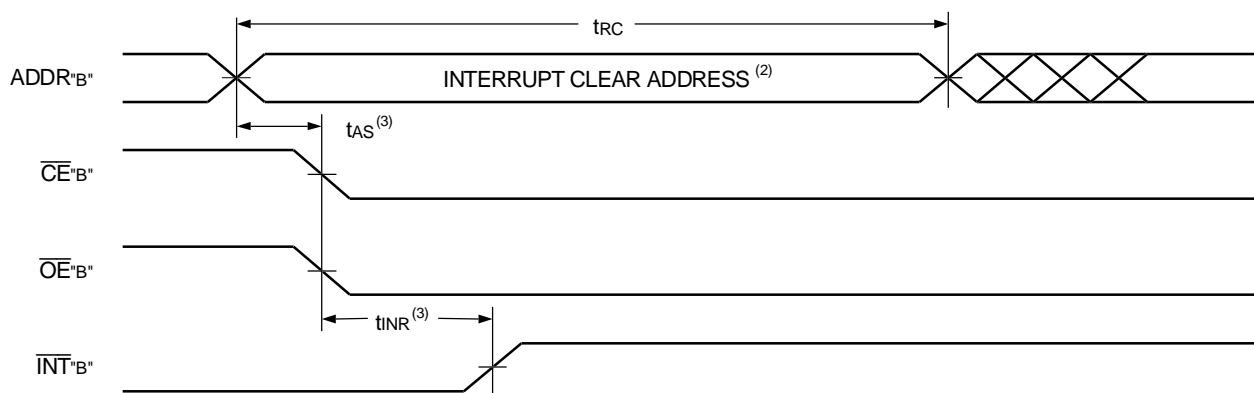 tRC
ADDR"B"
INTERRUPT CLEAR ADDRESS (2)
tAS(3)
CE"B"
OE"B"
tINR(3)
INT"B"